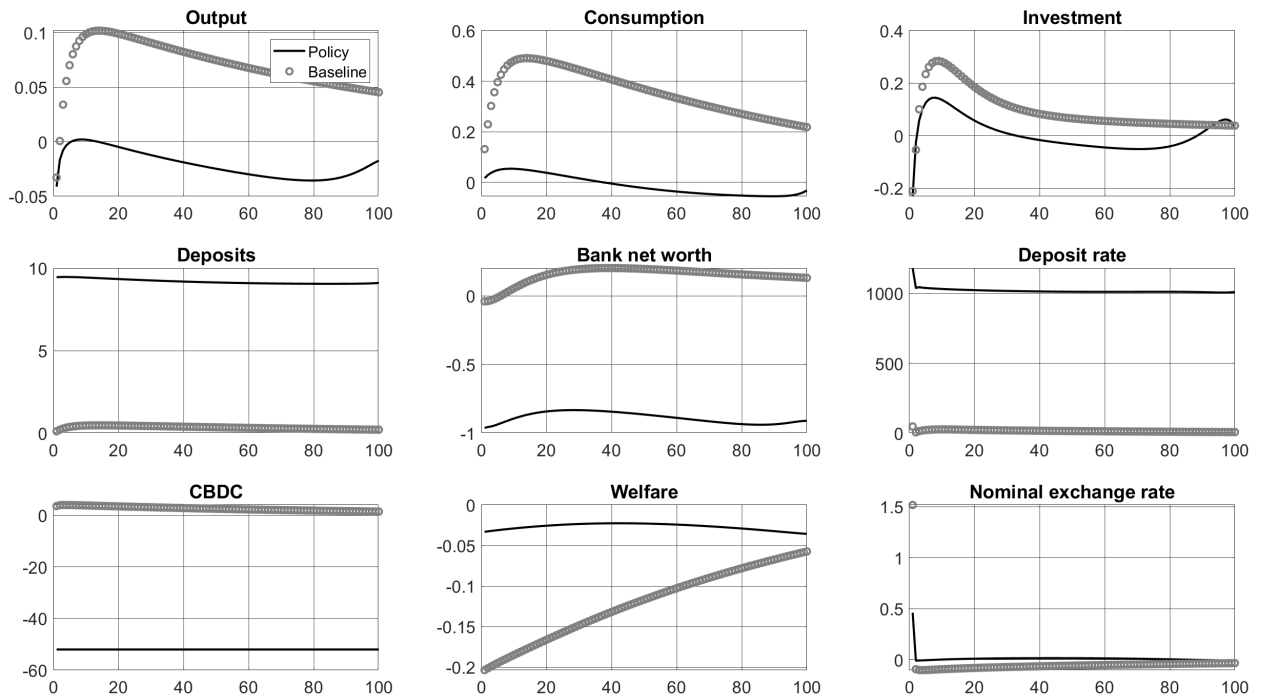 Output
Consumption
Investment
0.1
0.05
0
-0.05
0 20 40 60 80 100
Policy
Baseline
0.6
0.4
0.2
0
0 20 40 60 80 100
0.4
0.2
0
-0.2
0 20 40 60 80 100
Deposits
Bank net worth
Deposit rate
10
5
0
0 20 40 60 80 100
0
-0.5
-1
0 20 40 60 80 100
1000
500
0
0 20 40 60 80 100
CBDC
Welfare
Nominal exchange rate
0
-20
-40
-60
0 20 40 60 80 100
0
-0.05
-0.1
-0.15
-0.2
0 20 40 60 80 100
1.5
1
0.5
0
0 20 40 60 80 100